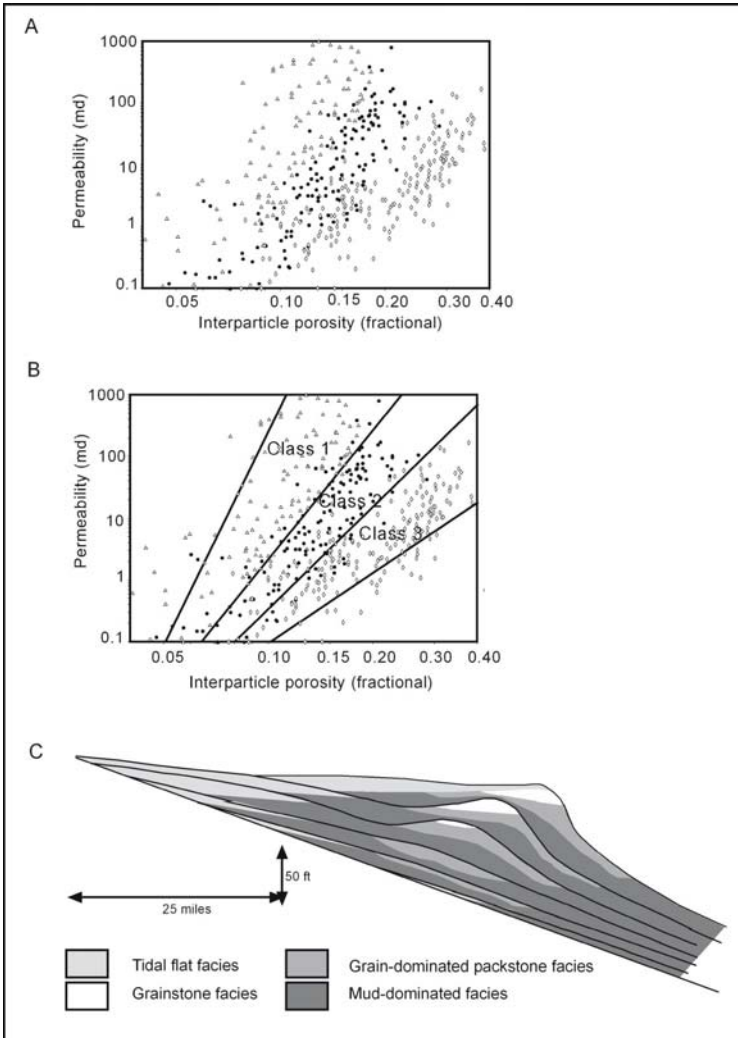 A
1000
100
10
1
0.1
Permeability (md)
0.05 0.10 0.15 0.20 0.30 0.40
Interparticle porosity (fractional)
B
1000
100
10
1
0.1
Permeability (md)
Class 1
Class 2
Class 3
0.05 0.10 0.15 0.20 0.30 0.40
Interparticle porosity (fractional)
C
50 ft
25 miles
Tidal flat facies
Grainstone facies
Grain-dominated packstone facies
Mud-dominated facies